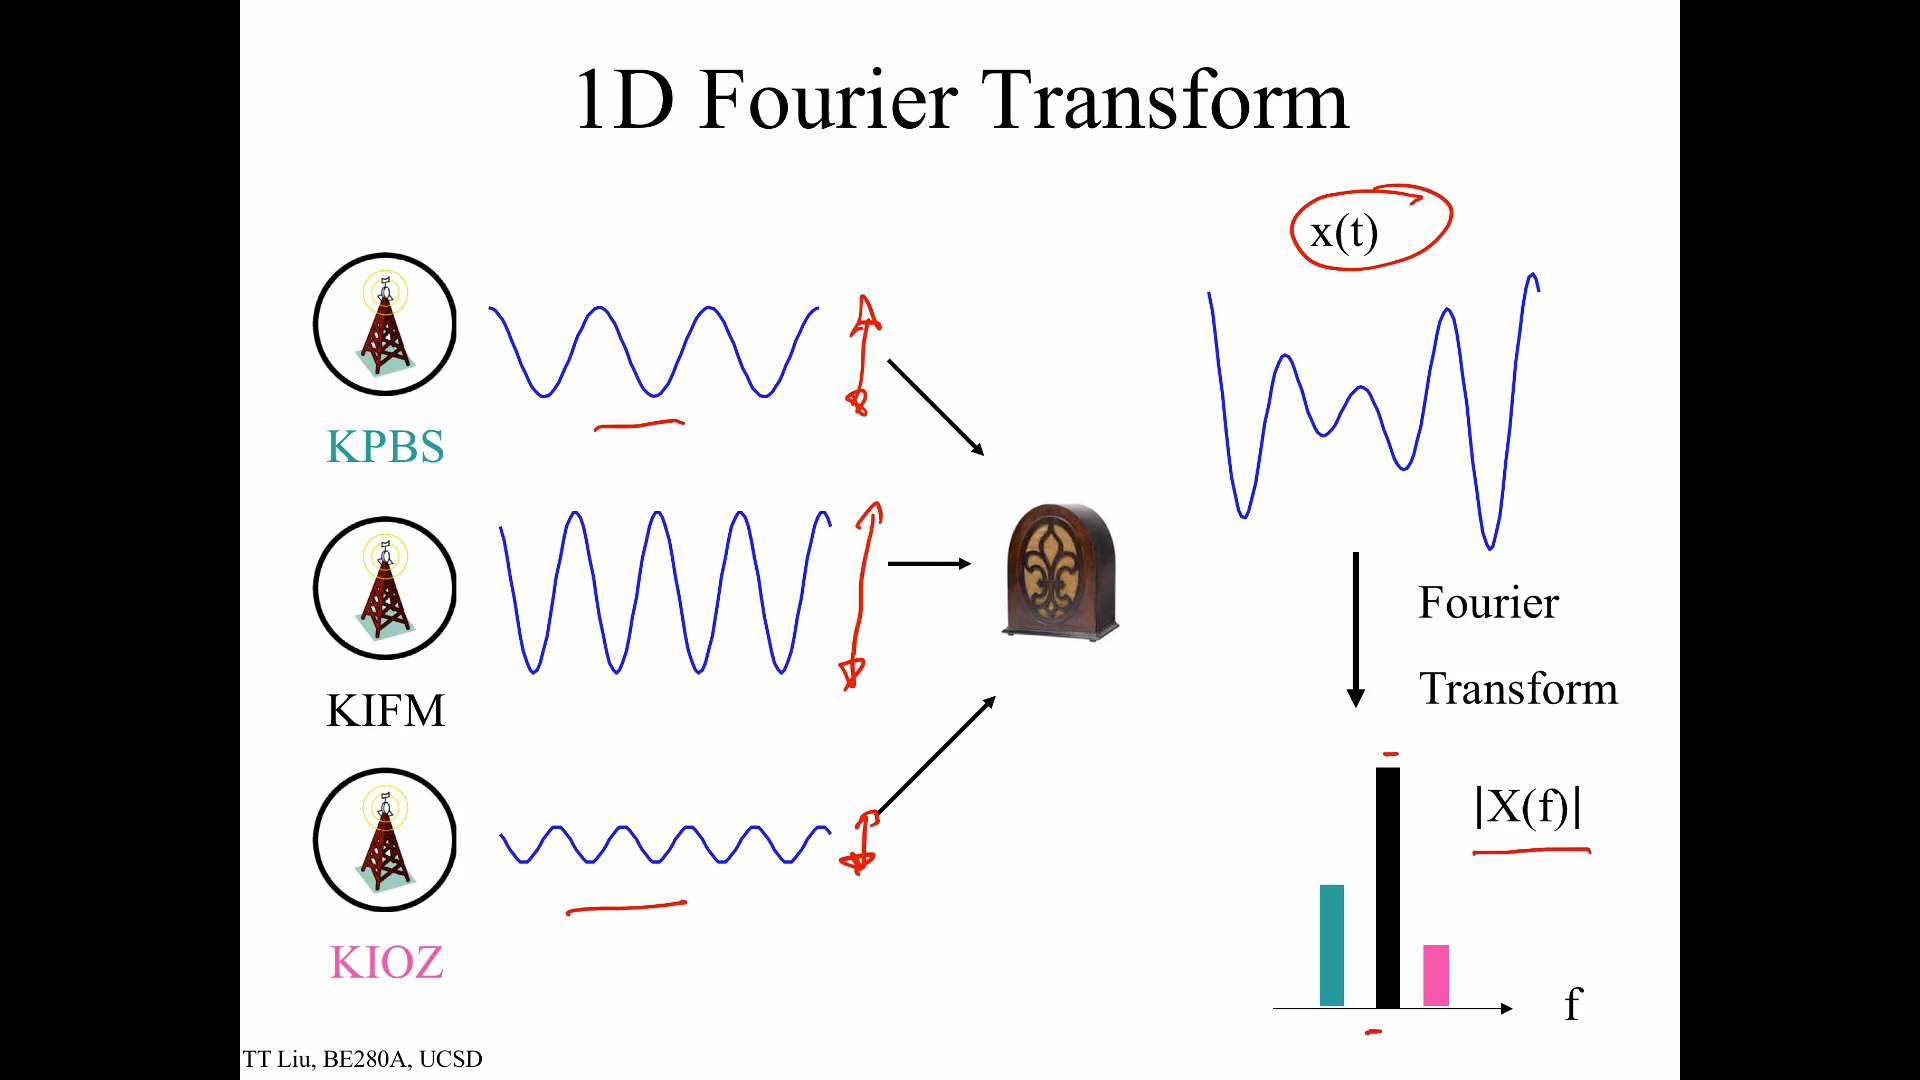 1D Fourier Transform
x(t)
KPBS
KIFM
KIOZ
Fourier
Transform
|X(f)|
f
TT Liu, BE280A, UCSD